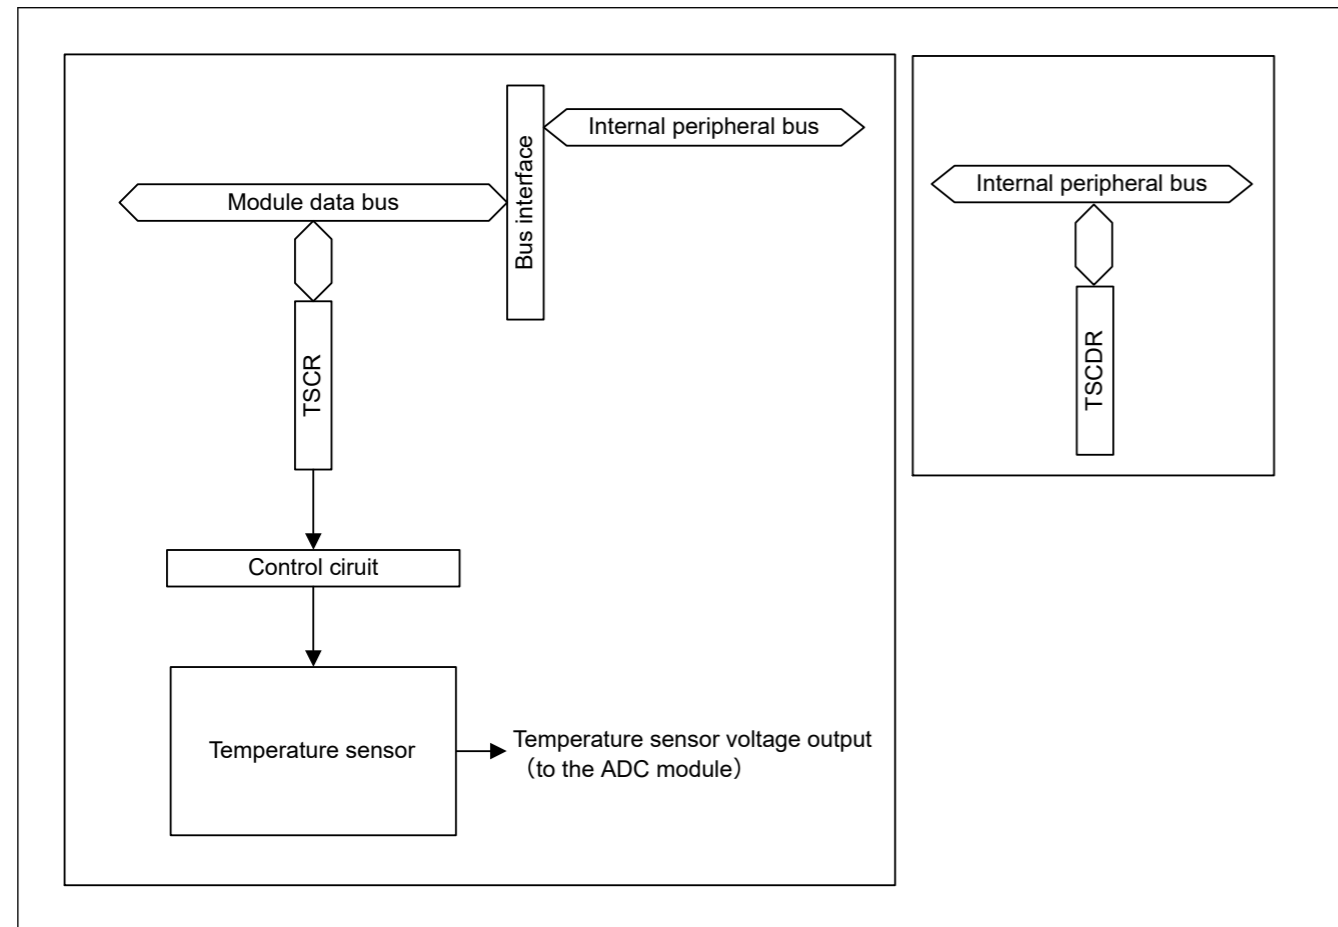 Internal peripheral bus
Module data bus
Bus interface
TSCR
Control ciruit
Temperature sensor
Temperature sensor voltage output
（to the ADC module）
Internal peripheral bus
TSCDR